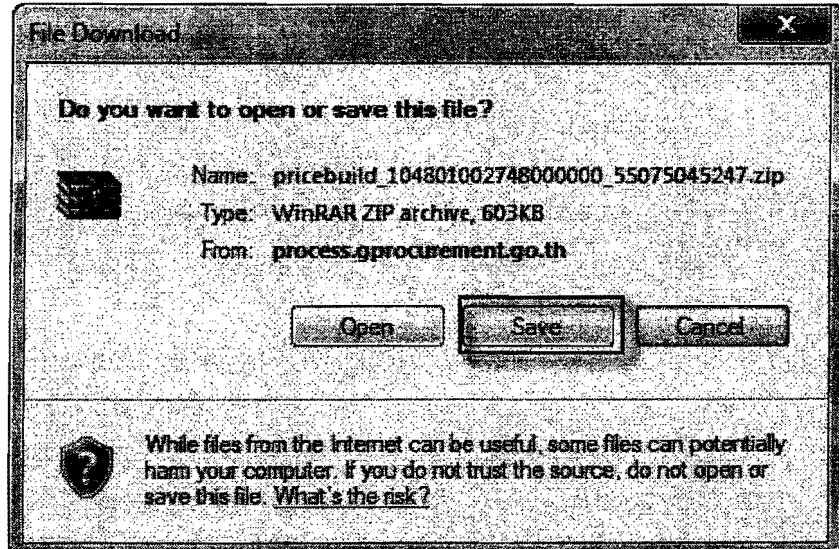 File Download
Do you want to open or save this file?
Name: pricebuild_104801002748000000_55075045247.zip
Type: WinRAR ZIP archive, 603KB
From: process.gprocurement.go.th
Open Save Cancel
While files from the Internet can be useful, some files can potentially
harm your computer. If you do not trust the source, do not open or
save this file. What's the risk?